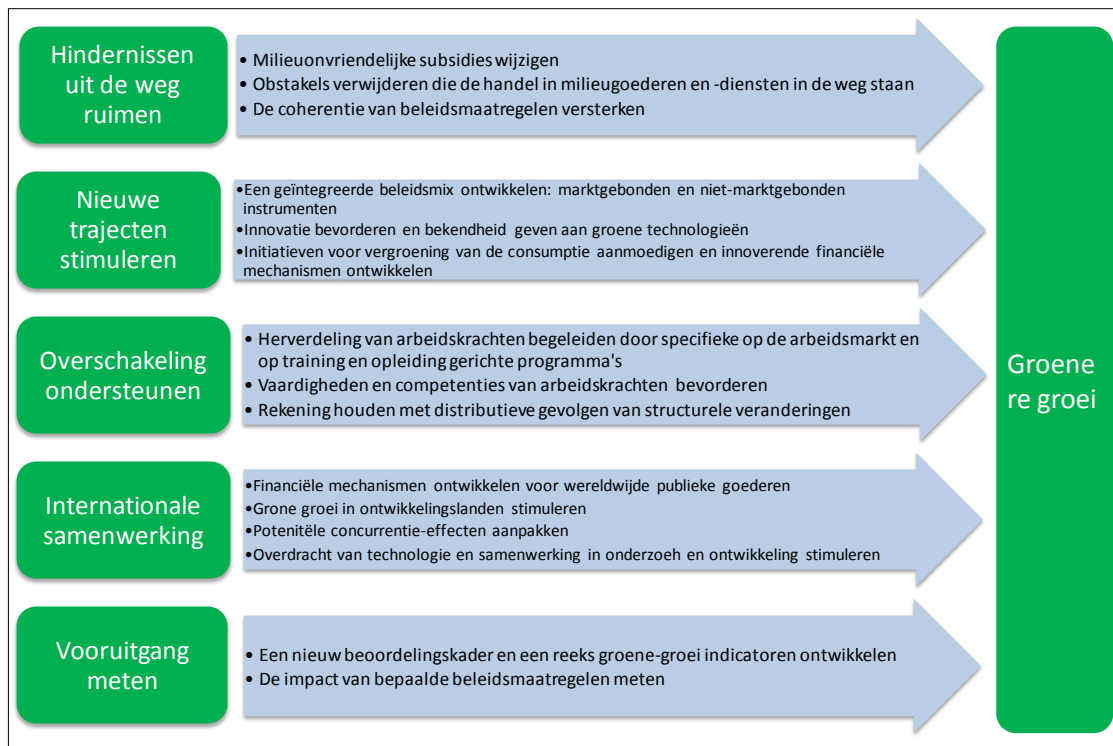 Hindernissen
uit de weg
ruimen
• Milieuonvriendelijke subsidies wijzigen
• Obstakels verwijderen die de handel in milieugoederen en -diensten in de weg staan
• De coherentie van beleidsmaatregelen versterken
Nieuwe
trajecten
stimuleren
•Een geïntegreerde beleidsmix ontwikkelen: marktgebonden en niet-marktgebonden
instrumenten
•Innovatie bevorderen en bekendheid geven aan groene technologieën
•Initiatieven voor vergroening van de consumptie aanmoedigen en innoverende financiële
mechanismen ontwikkelen
Overschakeling
ondersteunen
• Herverdeling van arbeidskrachten begeleiden door specifieke op de arbeidsmarkt en
op training en opleiding gerichte programma's
• Vaardigheden en competenties van arbeidskrachten bevorderen
• Rekening houden met distributieve gevolgen van structurele veranderingen
Internationale
samenwerking
•Financiële mechanismen ontwikkelen voor wereldwijde publieke goederen
•Grone groei in ontwikkelingslanden stimuleren
•Potenitële concurrentie-effecten aanpakken
•Overdracht van technologie en samenwerking in onderzoeh en ontwikkeling stimuleren
Vooruitgang
meten
• Een nieuw beoordelingskader en een reeks groene-groei indicatoren ontwikkelen
• De impact van bepaalde beleidsmaatregelen meten
Groene
re groei